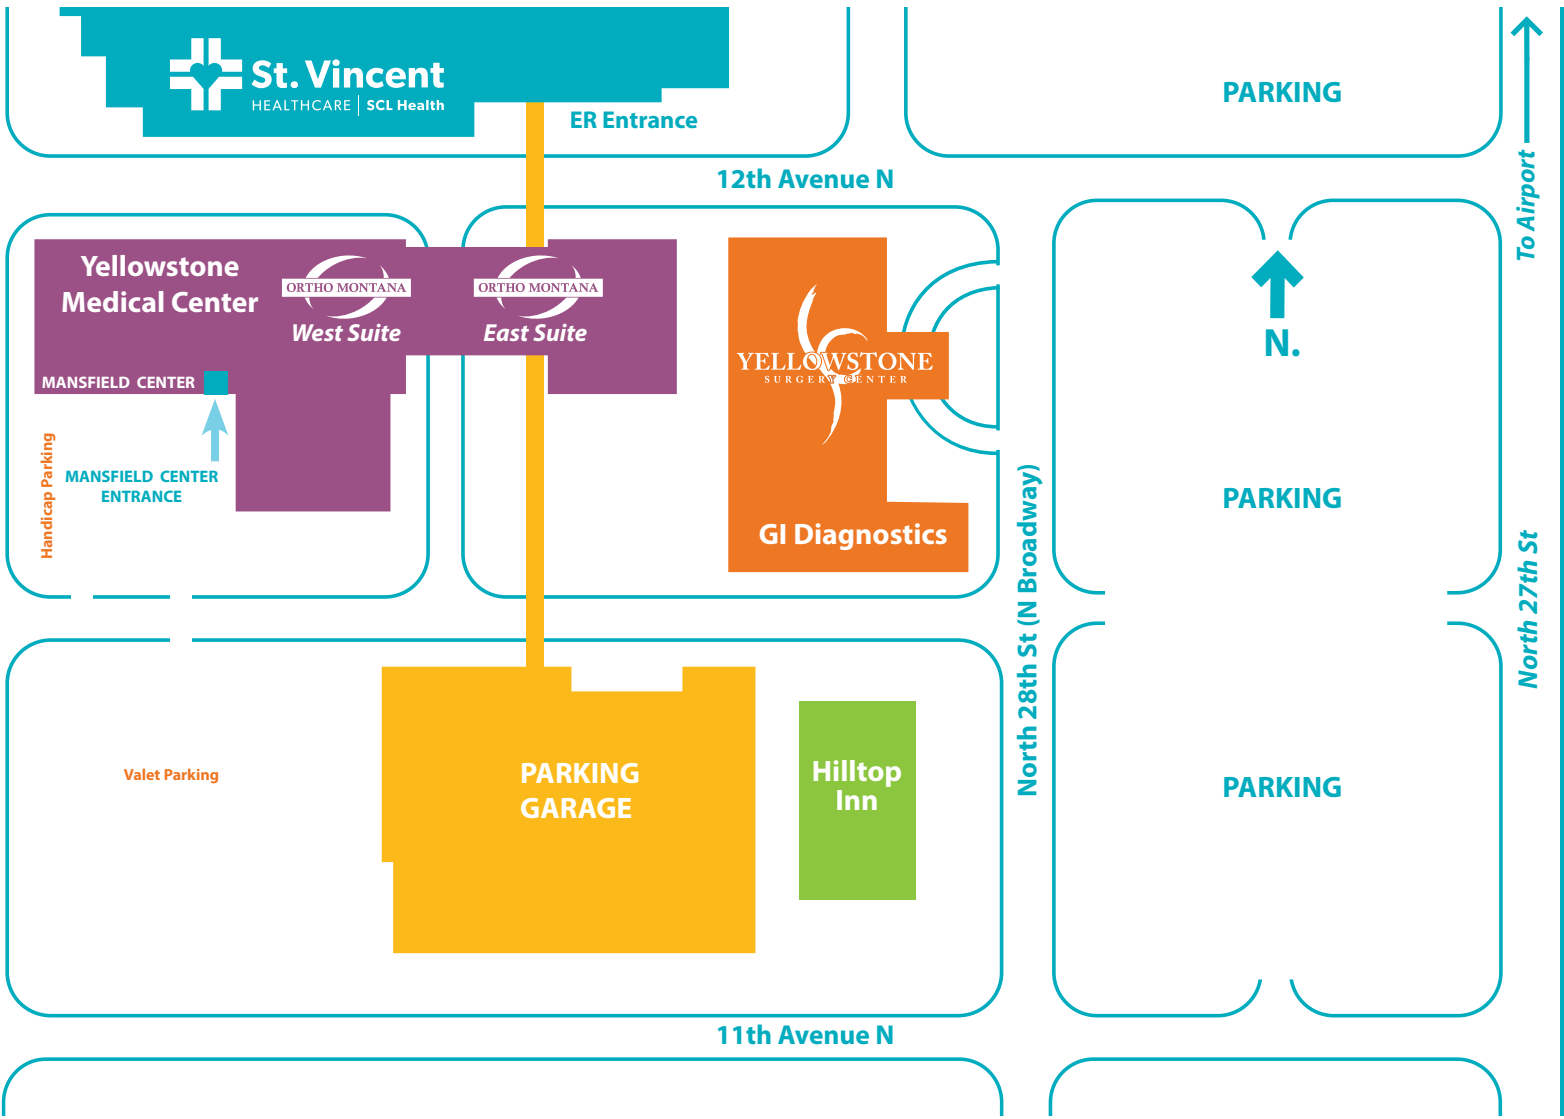 St. Vincent
HEALTHCARE | SCL Health
ER Entrance
PARKING
To Airport
12th Avenue N
Yellowstone
Medical Center
ORTHO MONTANA
West Suite
ORTHO MONTANA
East Suite
YELLOWSTONE
SURGERY CENTER
N.
MANSFIELD CENTER
MANSFIELD CENTER
ENTRANCE
Handicap Parking
GI Diagnostics
PARKING
North 28th St (N Broadway)
North 27th St
Valet Parking
PARKING
GARAGE
Hilltop
Inn
PARKING
11th Avenue N